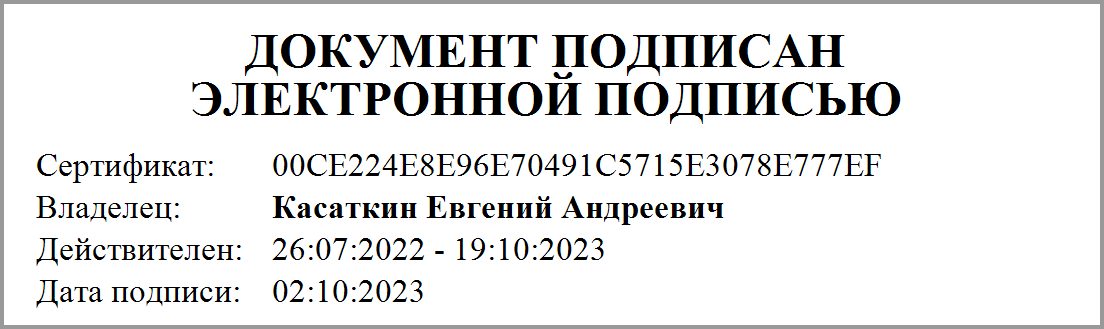 ДОКУМЕНТ ПОДПИСАН
ЭЛЕКТРОННОЙ ПОДПИСЬЮ
Сертификат: 00CE224E8E96E70491C5715E3078E777EF
Владелец: Касаткин Евгений Андреевич
Действителен: 26:07:2022 - 19:10:2023
Дата подписи: 02:10:2023